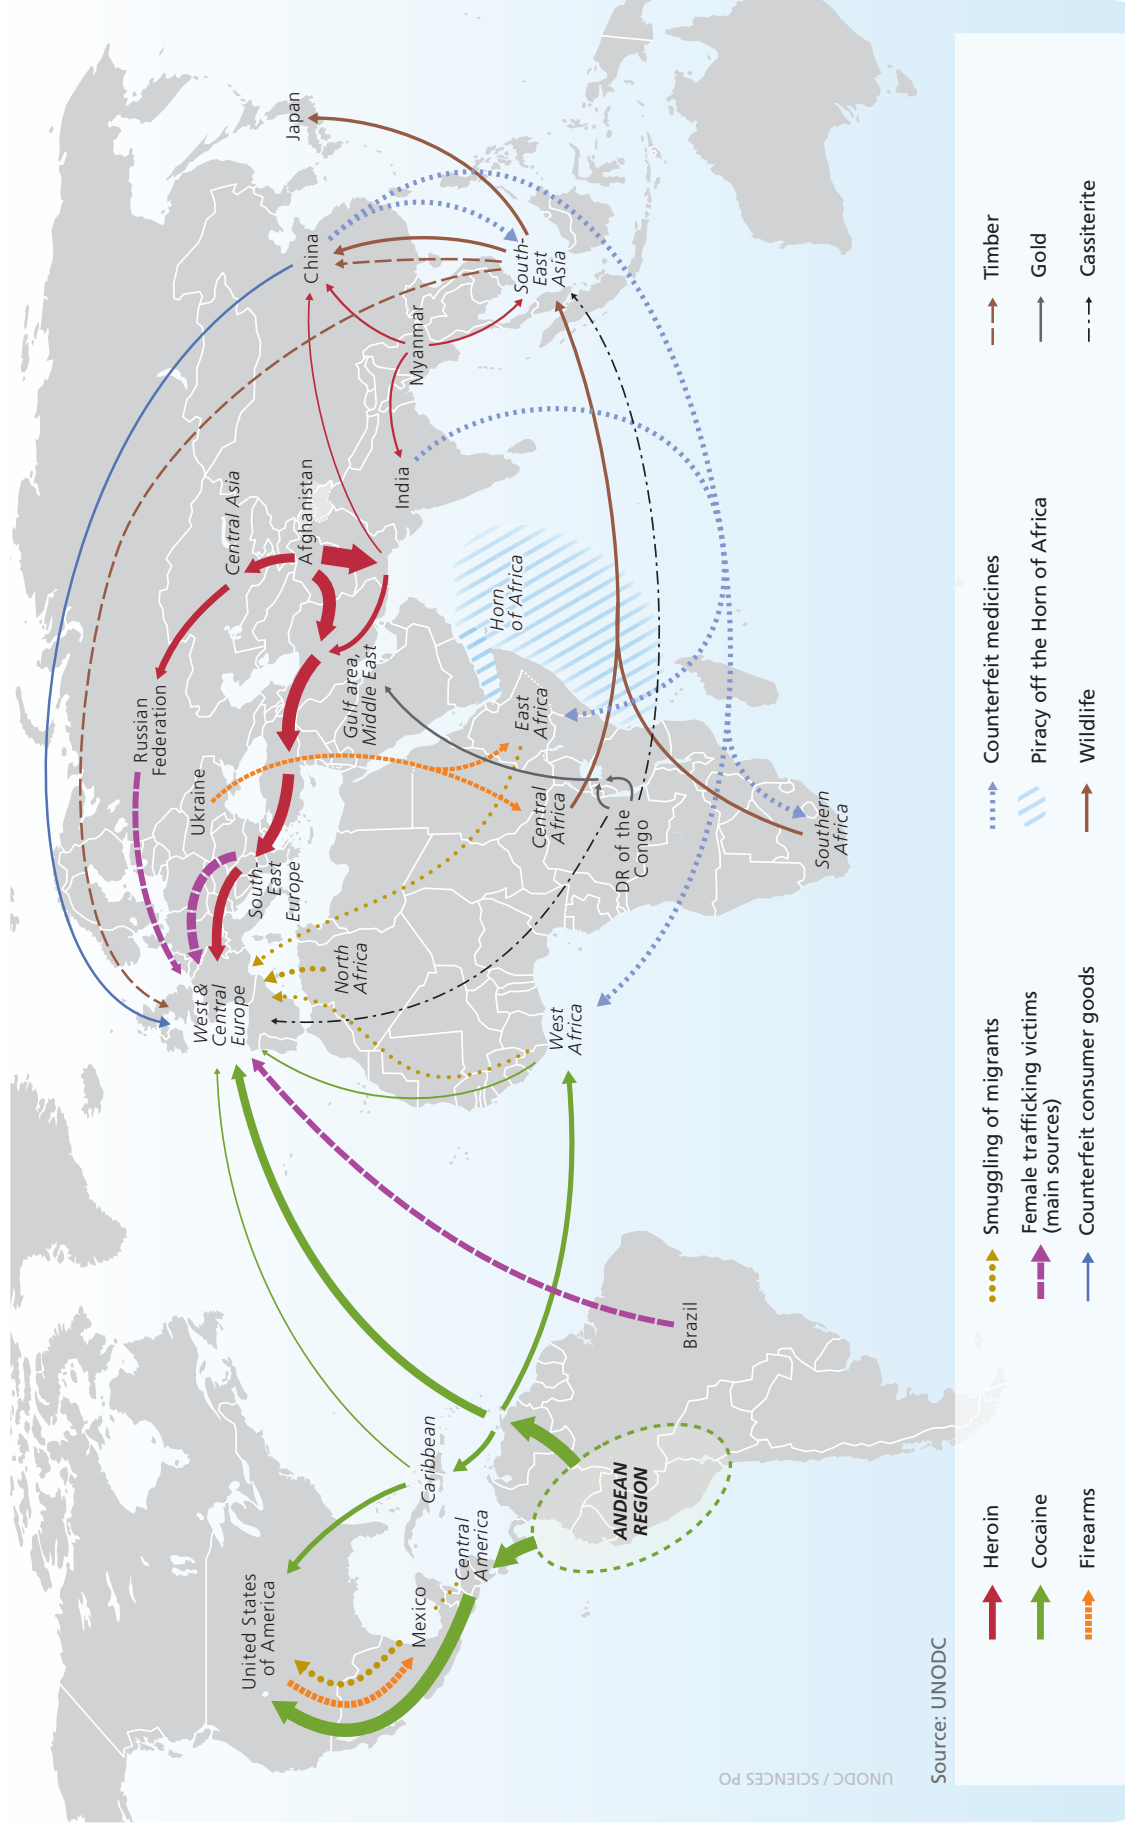 United States
of America
Mexico
Central
America
Caribbean
ANDEAN
REGION
Brazil
West &
Central
Europe
South-
East
Europe
Ukraine
Russian
Federation
Central Asia
Afghanistan
Gulf area,
Middle East
North
Africa
West
Africa
Central
Africa
East
Africa
DR of the
Congo
Southern
Africa
Horn
of Africa
India
Myanmar
China
South-
East
Asia
Japan
UNODC / SCIENCES PO
Source: UNODC
Heroin
Cocaine
Firearms
Smuggling of migrants
Female trafficking victims
(main sources)
Counterfeit consumer goods
Counterfeit medicines
Piracy off the Horn of Africa
Wildlife
Timber
Gold
Cassiterite